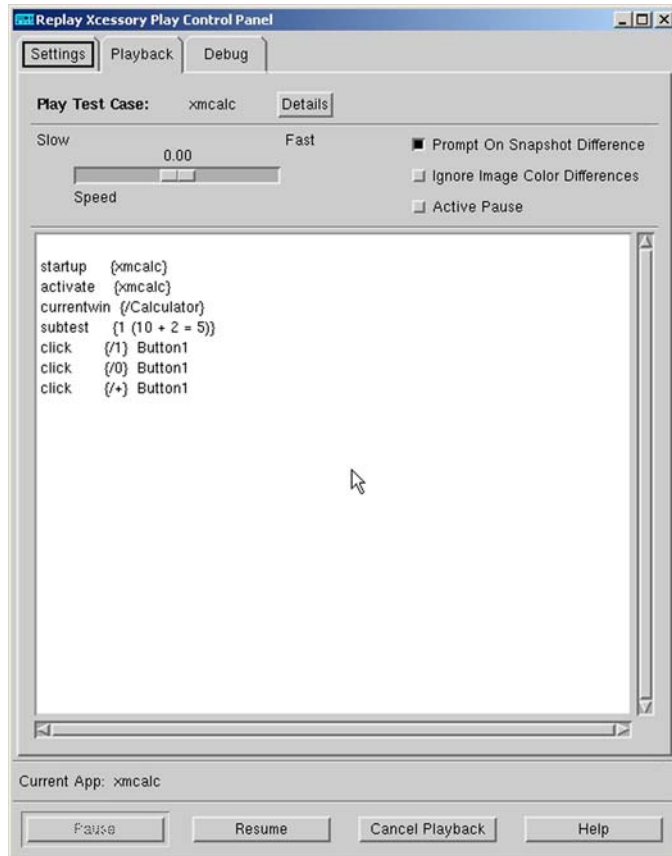 Replay Xcessory Play Control Panel
Settings Playback Debug
Play Test Case: xmcalc Details
Slow 0.00 Fast
Speed
Prompt On Snapshot Difference
Ignore Image Color Differences
Active Pause
startup {xmcalc}
activate {xmcalc}
currentwin {/Calculator}
subtest {1 (10 + 2 = 5)}
click {/1} Button1
click {/0} Button1
click {/+} Button1
Current App: xmcalc
Pause Resume Cancel Playback Help